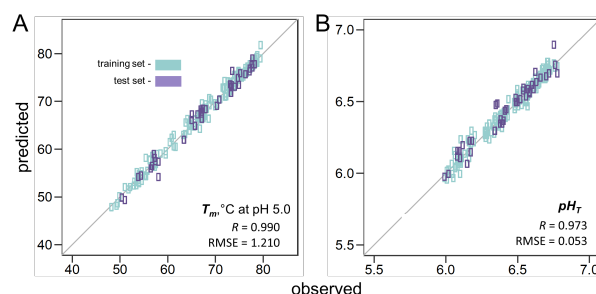 A
B
predicted
80
70
60
50
40
training set -
test set -
Tm,°C at pH 5.0
R = 0.990
RMSE = 1.210
40 50 60 70 80
7.0
6.5
6.0
5.5
pHT
R = 0.973
RMSE = 0.053
5.5 6.0 6.5 7.0
observed